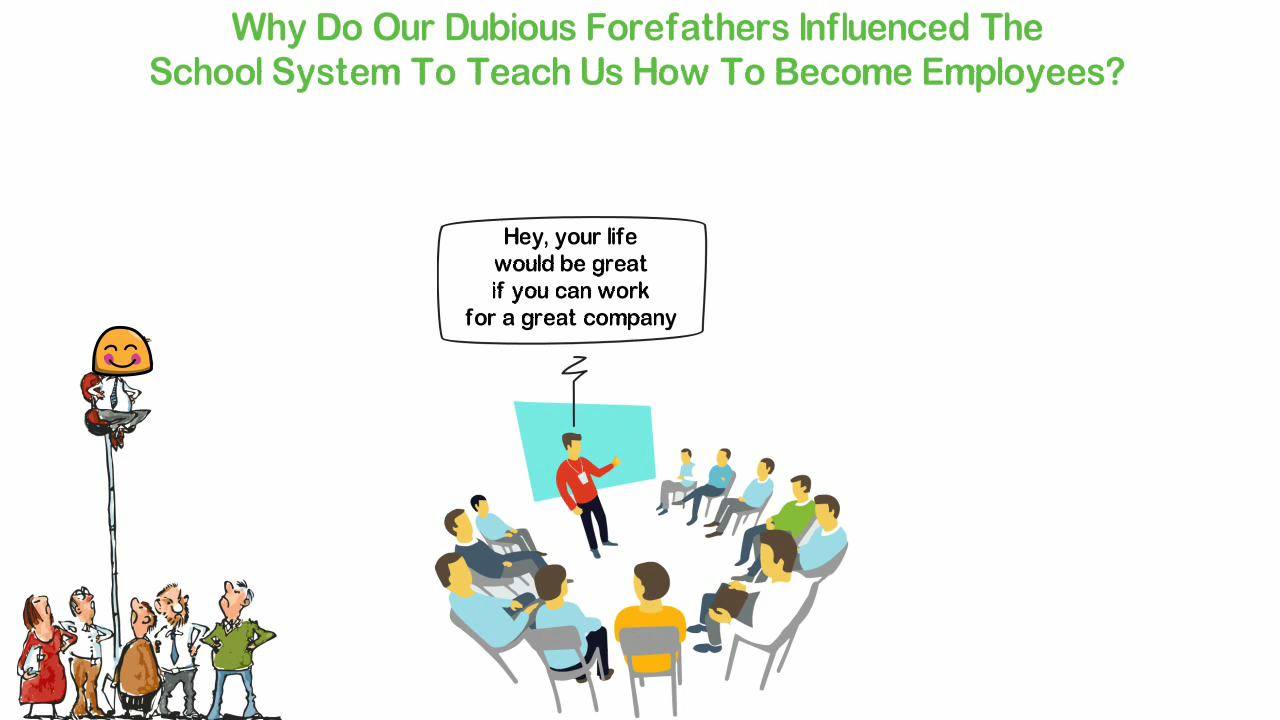 Why Do Our Dubious Forefathers Influenced The
School System To Teach Us How To Become Employees?
Hey, your life
would be great
if you can work
for a great company